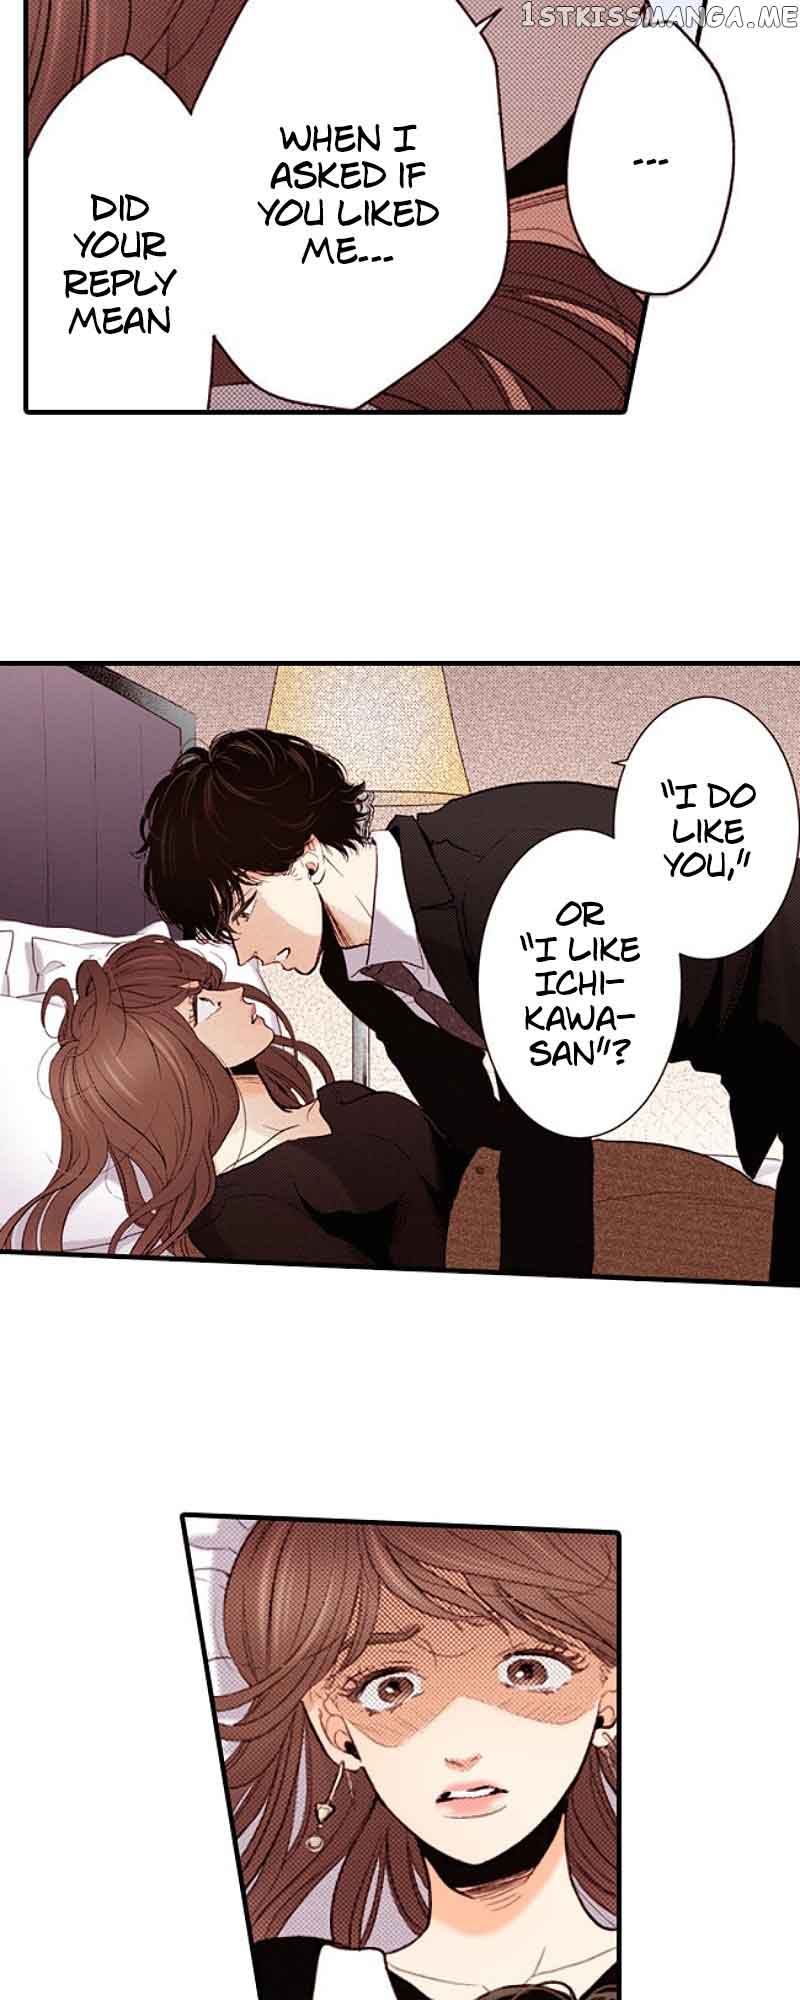 1STKISSMANGA.ME
---
WHEN I
ASKED IF
YOU LIKED
ME---
DID
YOUR
REPLY
MEAN
"I DO
LIKE
YOU,"
OR
"I LIKE
ICHI-
KAWA-
SAN"?